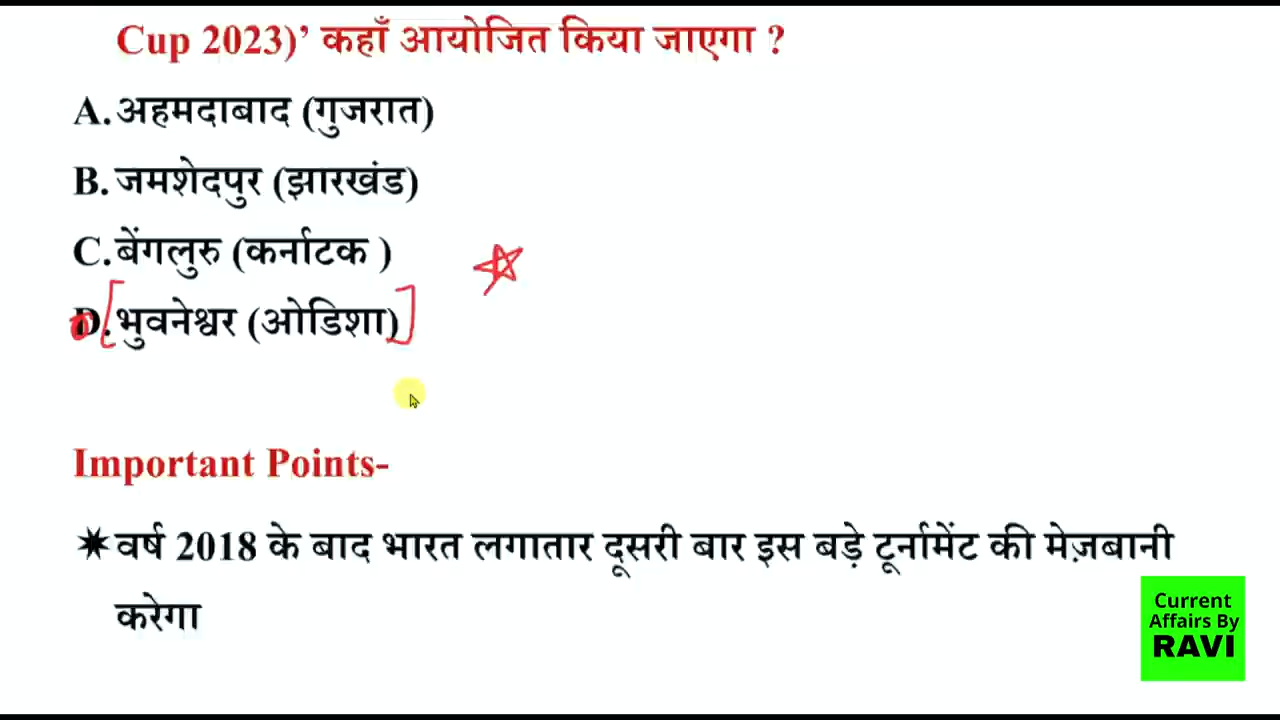 Cup 2023)’ कहाँ आयोजित किया जाएगा ?
A. अहमदाबाद (गुजरात)
B. जमशेदपुर (झारखंड)
C. बेंगलुरु (कर्नाटक )
D. भुवनेश्वर (ओडिशा)
Important Points-
वर्ष 2018 के बाद भारत लगातार दूसरी बार इस बड़े टूर्नामेंट की मेज़बानी
करेगा
Current
Affairs By
RAVI